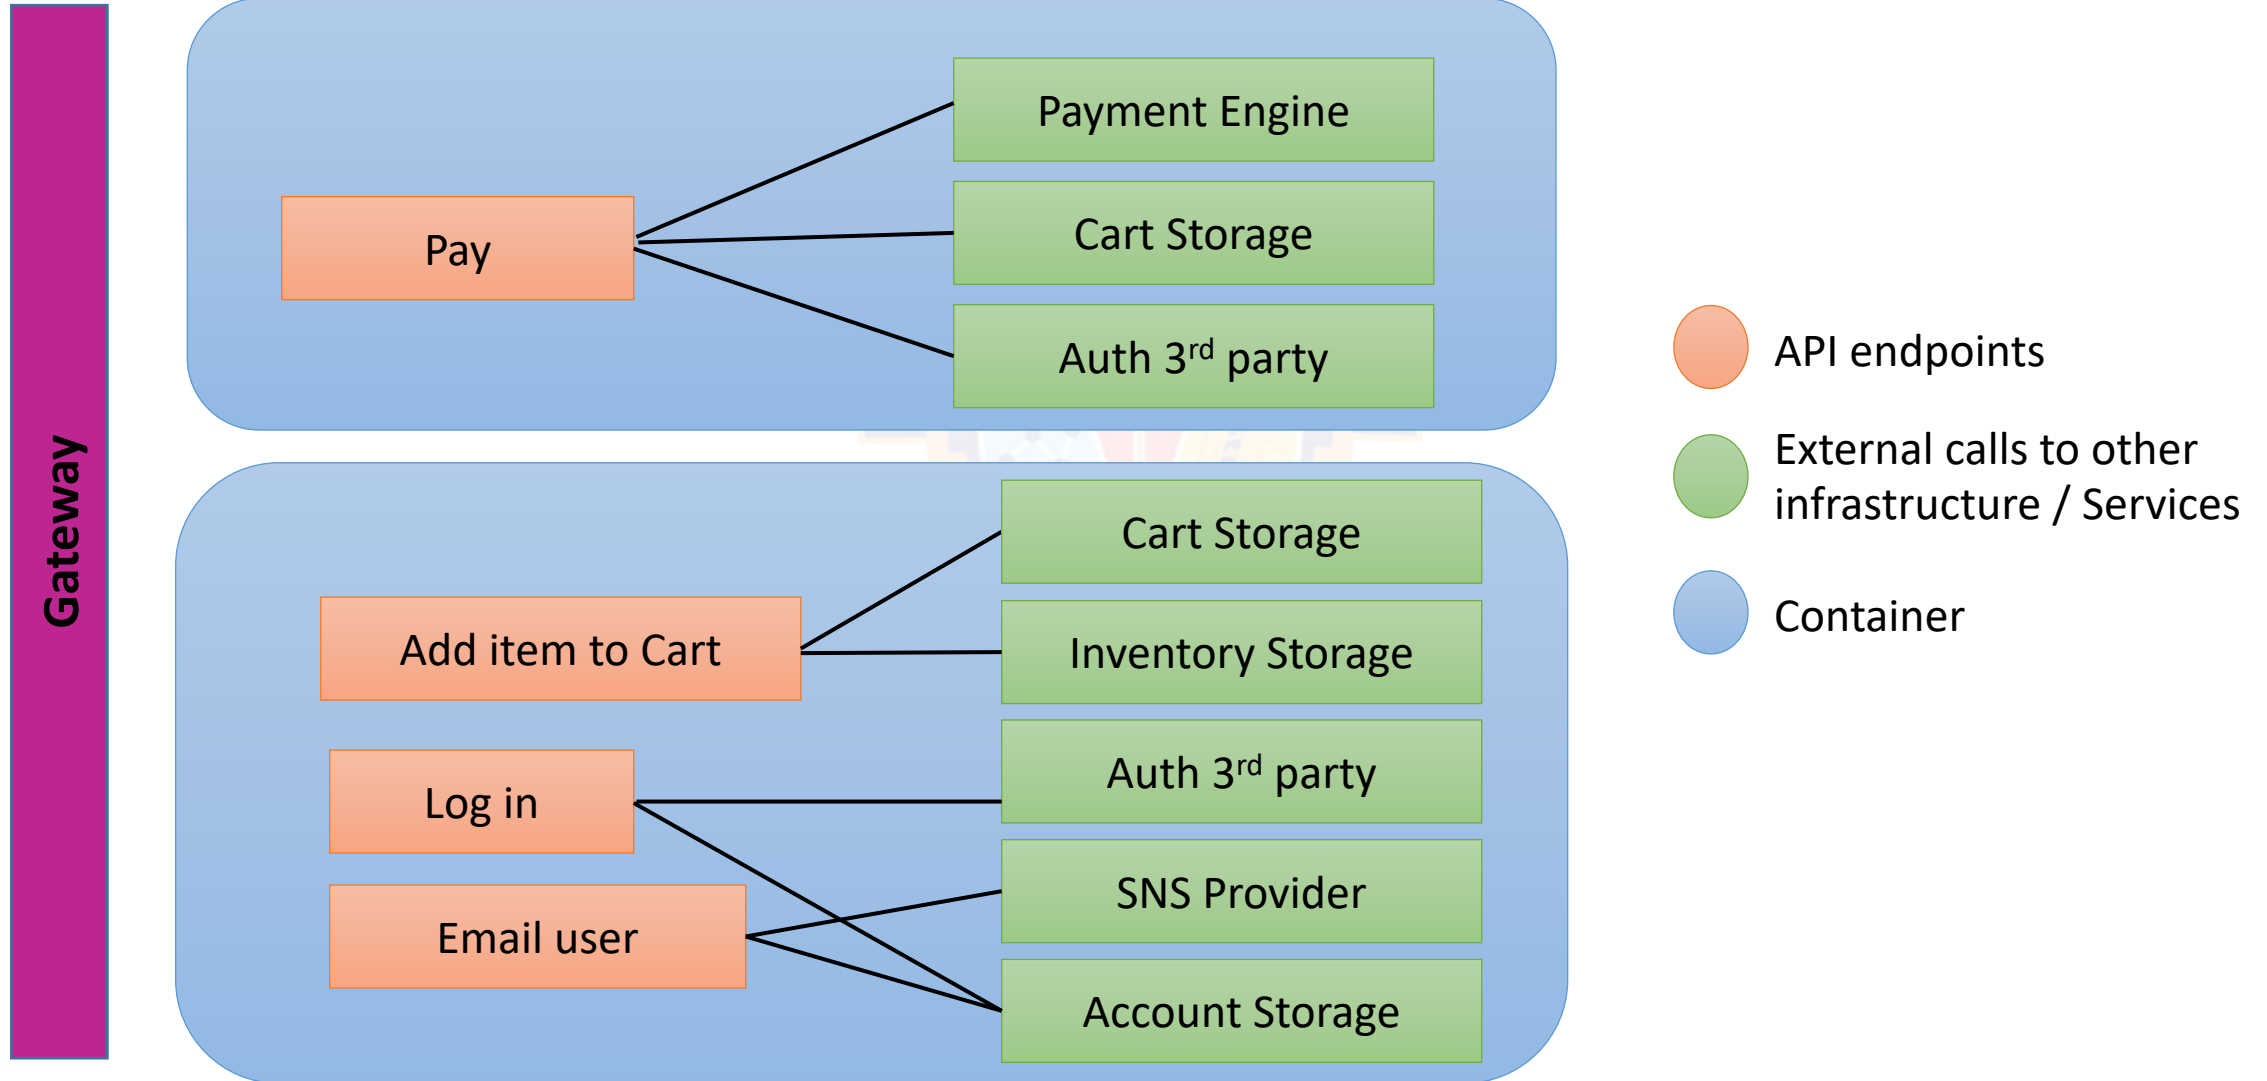 Gateway
Payment Engine
Pay
Cart Storage
Auth 3rd party
API endpoints
External calls to other
infrastructure / Services
Container
Cart Storage
Add item to Cart
Inventory Storage
Auth 3rd party
Log in
SNS Provider
Email user
Account Storage